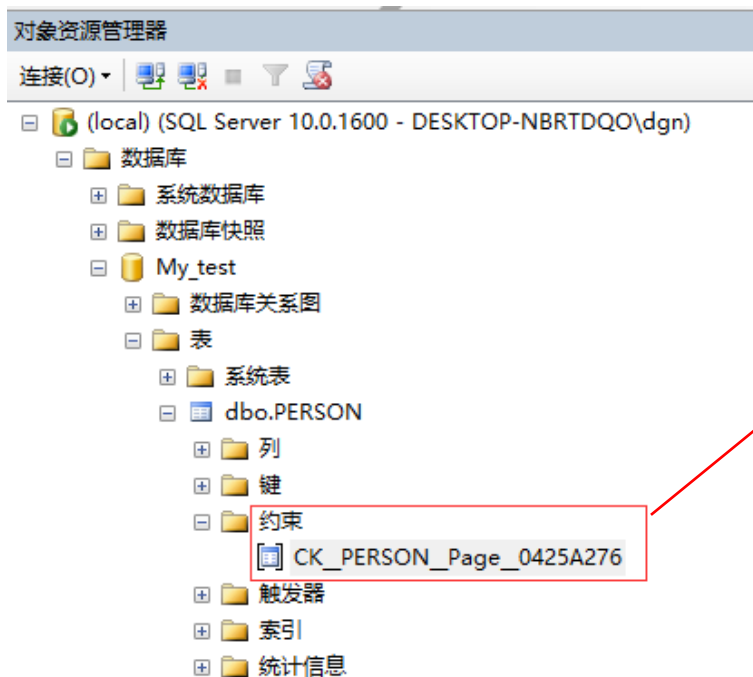 对象资源管理器
连接(O)
(local) (SQL Server 10.0.1600 - DESKTOP-NBRTDQO\dgn)
数据库
系统数据库
数据库快照
My_test
数据库关系图
表
系统表
dbo.PERSON
列
键
约束
CK__PERSON__Page__0425A276
触发器
索引
统计信息